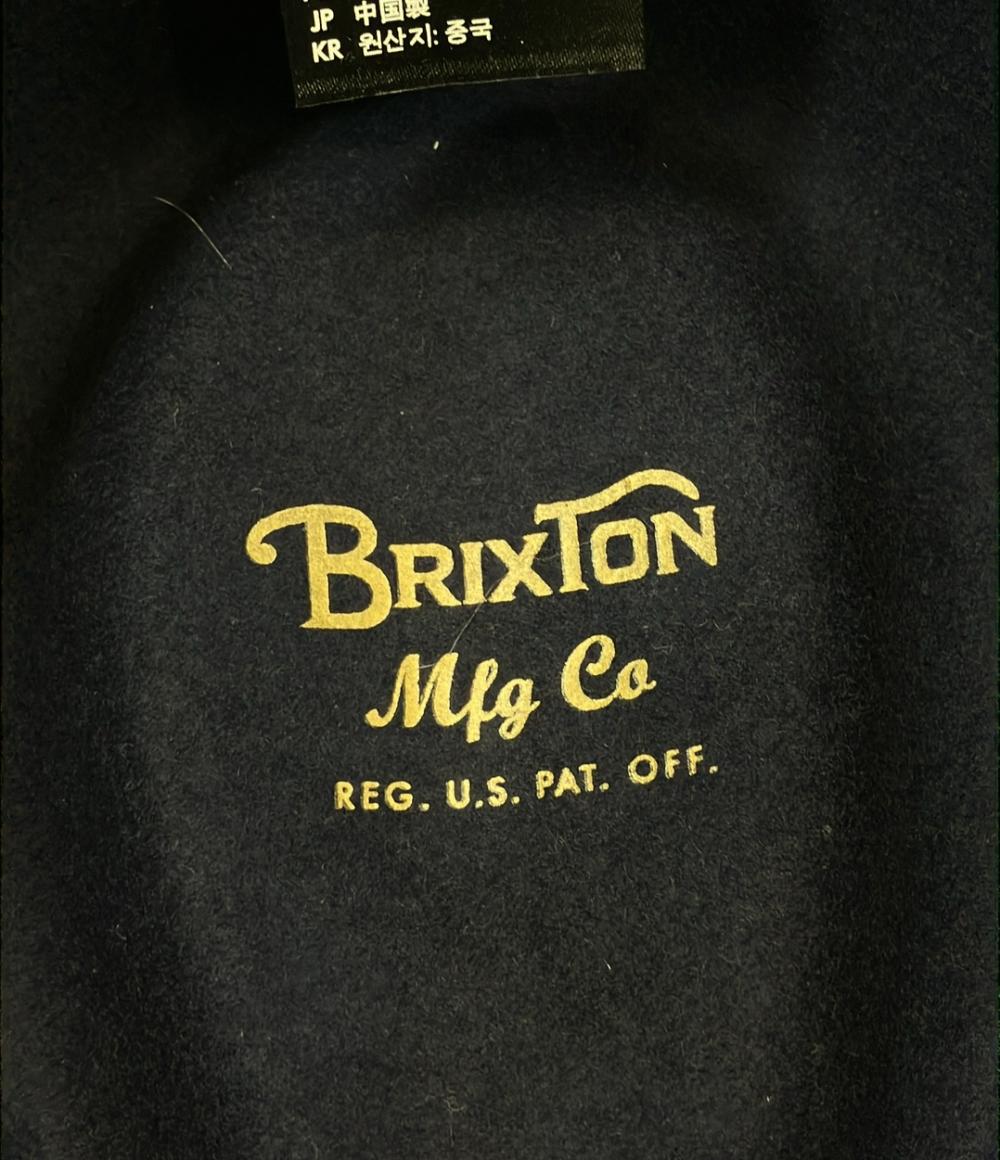 JP 中国製
KR 원산지: 중국
BRIXTON
Mfg Co
REG. U.S. PAT. OFF.